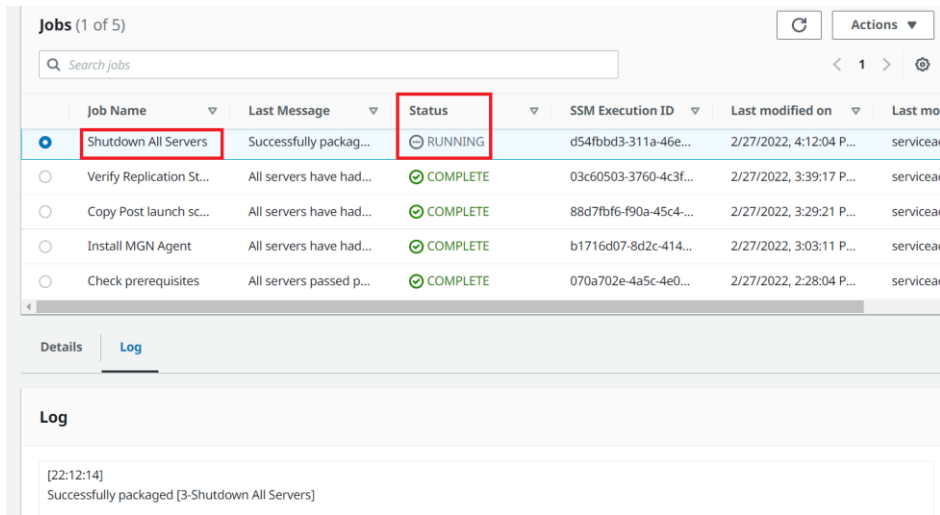 Jobs (1 of 5)
Actions
Search jobs
1
Job Name Last Message Status SSM Execution ID Last modified on Last mo
Shutdown All Servers Successfully packag... RUNNING d54fbbd3-311a-46e... 2/27/2022, 4:12:04 P... servicead
Verify Replication St... All servers have had... COMPLETE 03c60503-3760-4c3f... 2/27/2022, 3:39:17 P... servicead
Copy Post launch sc... All servers have had... COMPLETE 88d7fbf6-f90a-45c4-... 2/27/2022, 3:29:21 P... servicead
Install MGN Agent All servers have had... COMPLETE b1716d07-8d2c-414... 2/27/2022, 3:03:11 P... servicead
Check prerequisites All servers passed p... COMPLETE 070a702e-4a5c-4e0... 2/27/2022, 2:28:04 P... servicead
Details Log
Log
[22:12:14]
Successfully packaged [3-Shutdown All Servers]